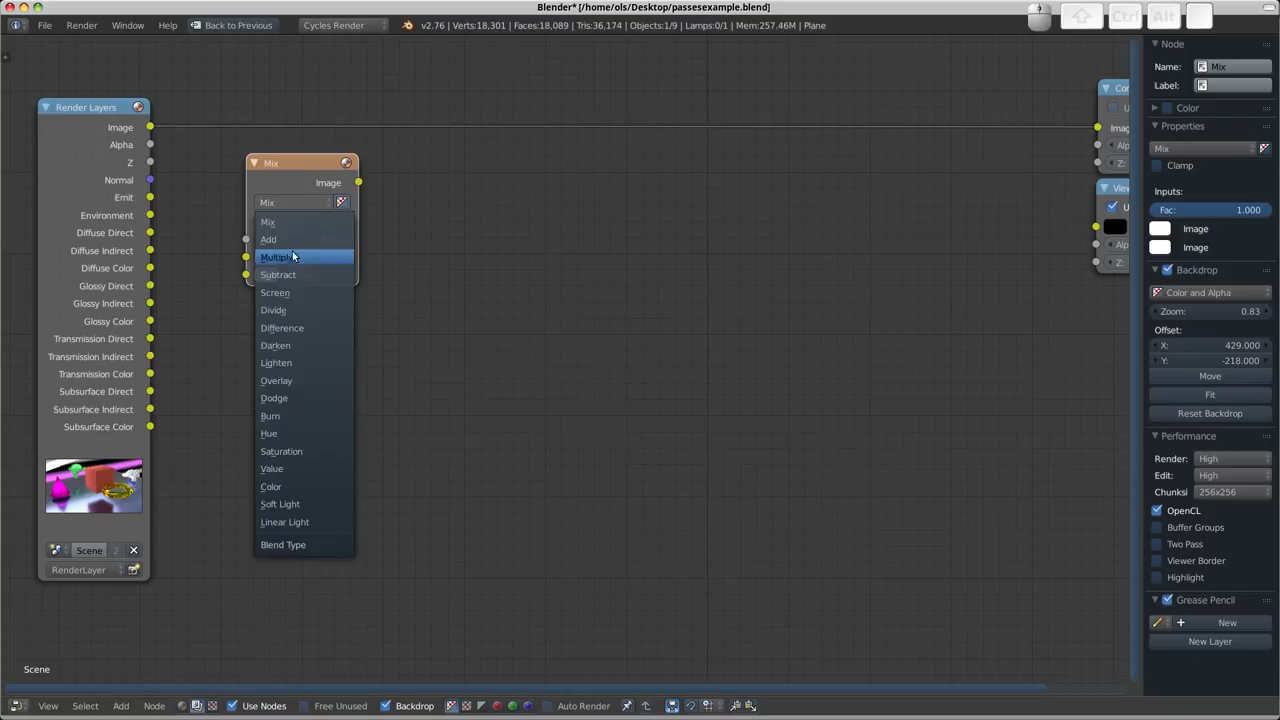 Blender* [/home/ols/Desktop/passesexample.blend]
File Render Window Help Back to Previous Cycles Render v2.76 | Verts:18,301 | Faces:18,089 | Tris:36,174 | Objects:1/9 | Lamps:0/1 | Mem:257.46M | Plane
Ctrl Alt
Render Layers
Image
Alpha
Z
Normal
Emit
Environment
Diffuse Direct
Diffuse Indirect
Diffuse Color
Glossy Direct
Glossy Indirect
Glossy Color
Transmission Direct
Transmission Indirect
Transmission Color
Subsurface Direct
Subsurface Indirect
Subsurface Color
Scene 2
RenderLayer
Mix
Image
Mix
Mix
Add
Multiply
Subtract
Screen
Divide
Difference
Darken
Lighten
Overlay
Dodge
Burn
Hue
Saturation
Value
Color
Soft Light
Linear Light
Blend Type
Co
U
Imag
Alp
Z:
View
U
Alp
Z:
Node
Name: Mix
Label:
Color
Properties
Mix
Clamp
Inputs:
Fac: 1.000
Image
Image
Backdrop
Color and Alpha
Zoom: 0.83
Offset:
X: 429.000
Y: -218.000
Move
Fit
Reset Backdrop
Performance
Render: High
Edit: High
Chunksi 256x256
OpenCL
Buffer Groups
Two Pass
Viewer Border
Highlight
Grease Pencil
New
New Layer
Scene
View Select Add Node Use Nodes Free Unused Backdrop Auto Render